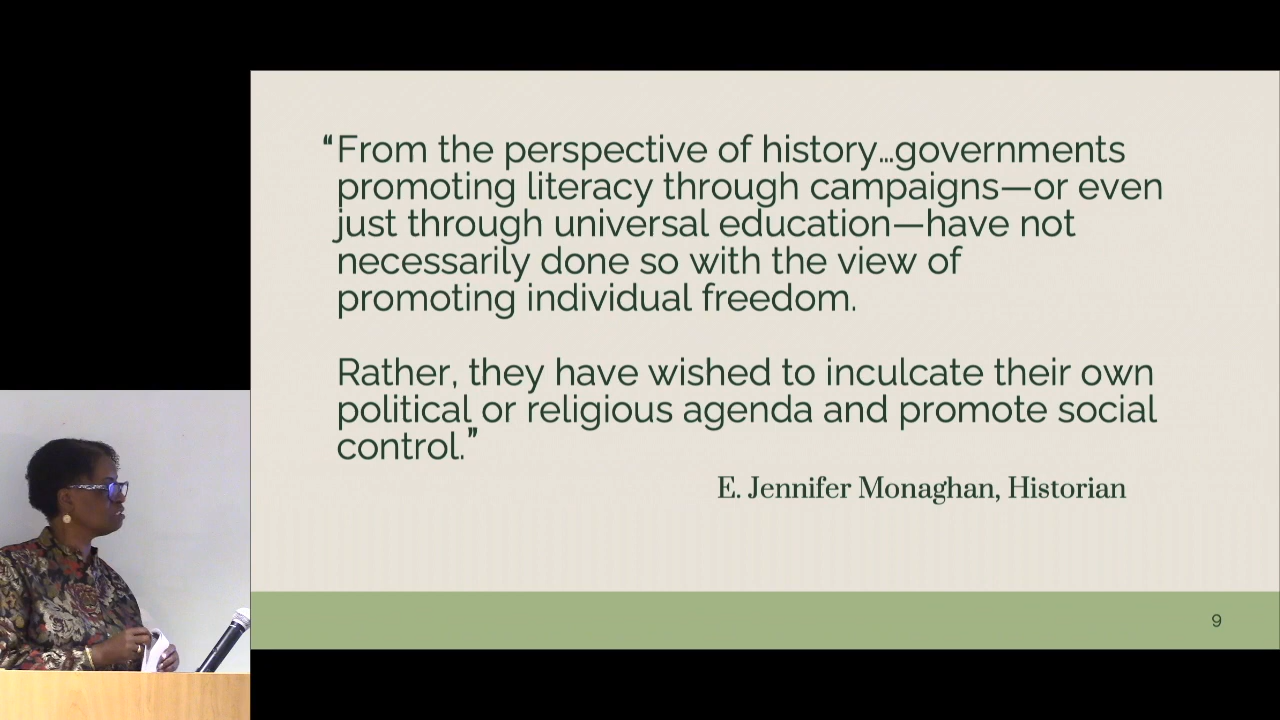 “From the perspective of history…governments
promoting literacy through campaigns—or even
just through universal education—have not
necessarily done so with the view of
promoting individual freedom.
Rather, they have wished to inculcate their own
political or religious agenda and promote social
control.”
E. Jennifer Monaghan, Historian
9